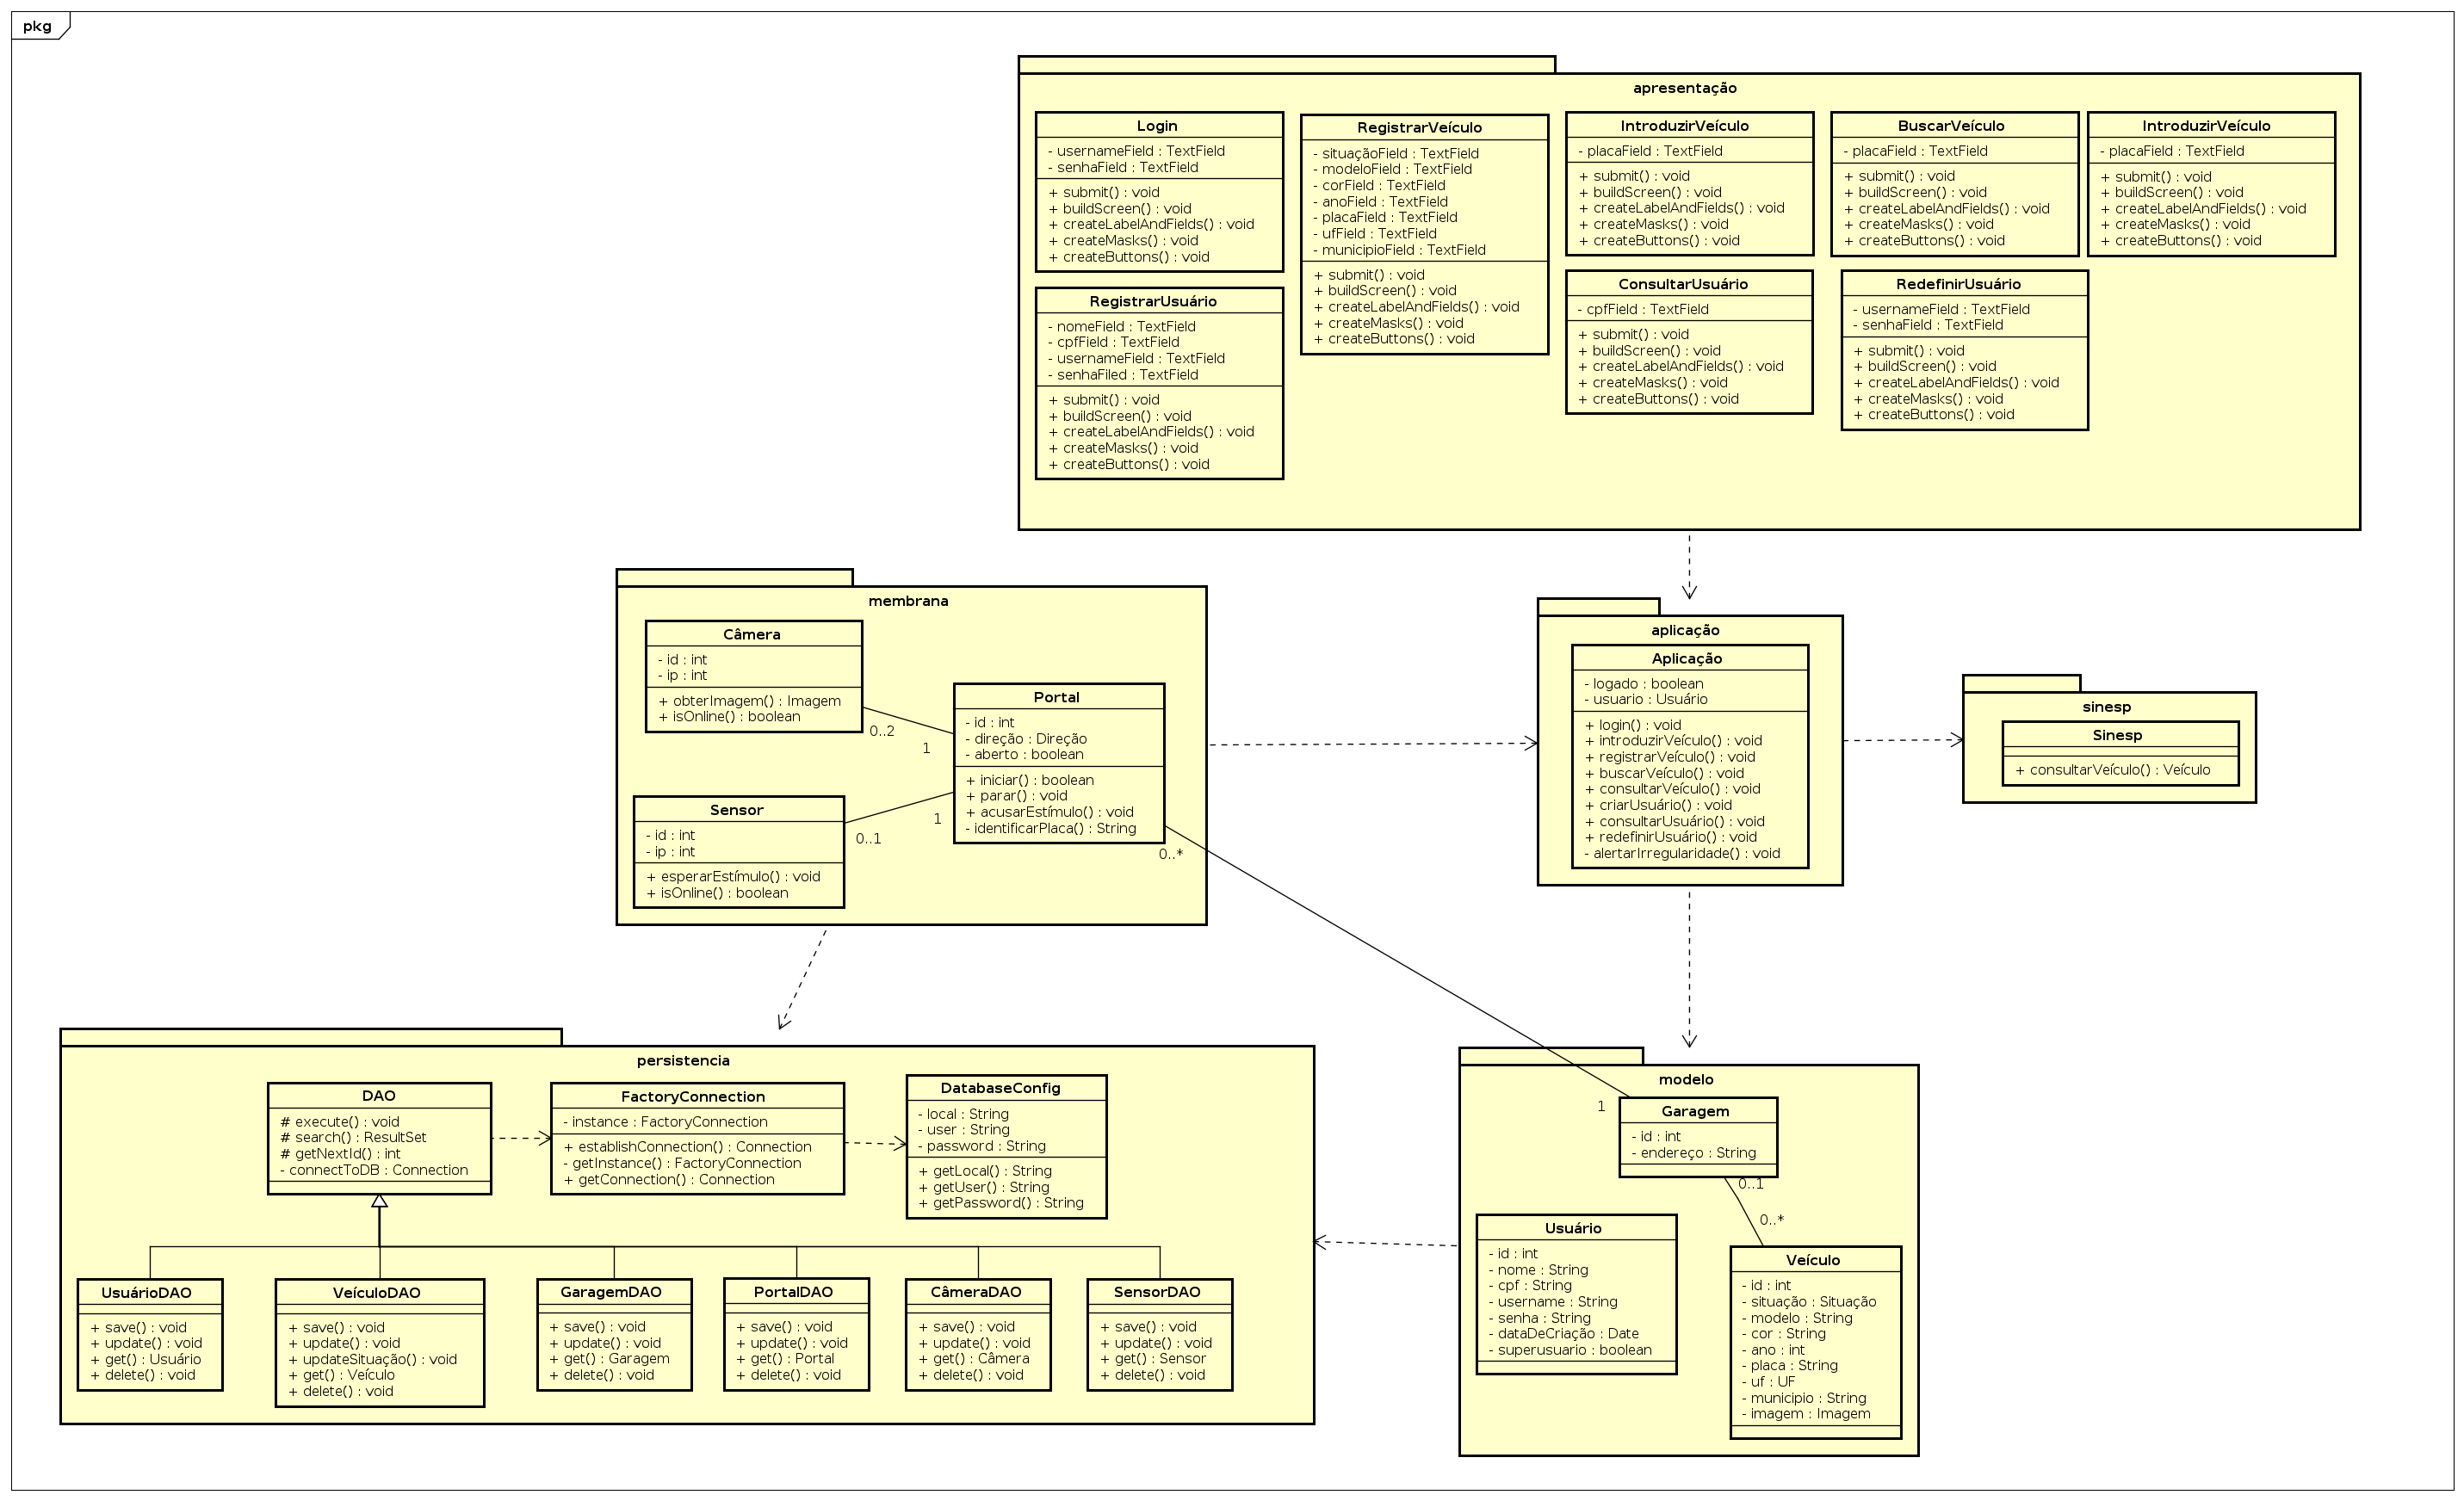 pkg
apresentação
Login
- usernameField : TextField
- senhaField : TextField
+ submit() : void
+ buildScreen() : void
+ createLabelAndFields() : void
+ createMasks() : void
+ createButtons() : void
RegistrarVeículo
- situaçãoField : TextField
- modeloField : TextField
- corField : TextField
- anoField : TextField
- placaField : TextField
- ufField : TextField
- municipioField : TextField
+ submit() : void
+ buildScreen() : void
+ createLabelAndFields() : void
+ createMasks() : void
+ createButtons() : void
IntroduzirVeículo
- placaField : TextField
+ submit() : void
+ buildScreen() : void
+ createLabelAndFields() : void
+ createMasks() : void
+ createButtons() : void
BuscarVeículo
- placaField : TextField
+ submit() : void
+ buildScreen() : void
+ createLabelAndFields() : void
+ createMasks() : void
+ createButtons() : void
IntroduzirVeículo
- placaField : TextField
+ submit() : void
+ buildScreen() : void
+ createLabelAndFields() : void
+ createMasks() : void
+ createButtons() : void
RegistrarUsuário
- nomeField : TextField
- cpfField : TextField
- usernameField : TextField
- senhaFiled : TextField
+ submit() : void
+ buildScreen() : void
+ createLabelAndFields() : void
+ createMasks() : void
+ createButtons() : void
ConsultarUsuário
- cpfField : TextField
+ submit() : void
+ buildScreen() : void
+ createLabelAndFields() : void
+ createMasks() : void
+ createButtons() : void
RedefinirUsuário
- usernameField : TextField
- senhaField : TextField
+ submit() : void
+ buildScreen() : void
+ createLabelAndFields() : void
+ createMasks() : void
+ createButtons() : void
membrana
Câmera
- id : int
- ip : int
+ obterImagem() : Imagem
+ isOnline() : boolean
0..2
1
Portal
- id : int
- direção : Direção
- aberto : boolean
+ iniciar() : boolean
+ parar() : void
+ acusarEstímulo() : void
- identificarPlaca() : String
Sensor
- id : int
- ip : int
+ esperarEstímulo() : void
+ isOnline() : boolean
0..1
1
0..*
aplicação
Aplicação
- logado : boolean
- usuario : Usuário
+ login() : void
+ introduzirVeículo() : void
+ registrarVeículo() : void
+ buscarVeículo() : void
+ consultarVeículo() : void
+ criarUsuário() : void
+ consultarUsuário() : void
+ redefinirUsuário() : void
- alertarIrregularidade() : void
sinesp
Sinesp
+ consultarVeículo() : Veículo
persistencia
DAO
# execute() : void
# search() : ResultSet
# getNextId() : int
- connectToDB : Connection
FactoryConnection
- instance : FactoryConnection
+ establishConnection() : Connection
- getInstance() : FactoryConnection
+ getConnection() : Connection
DatabaseConfig
- local : String
- user : String
- password : String
+ getLocal() : String
+ getUser() : String
+ getPassword() : String
UsuárioDAO
+ save() : void
+ update() : void
+ get() : Usuário
+ delete() : void
VeículoDAO
+ save() : void
+ update() : void
+ updateSituação() : void
+ get() : Veículo
+ delete() : void
GaragemDAO
+ save() : void
+ update() : void
+ get() : Garagem
+ delete() : void
PortalDAO
+ save() : void
+ update() : void
+ get() : Portal
+ delete() : void
CâmeraDAO
+ save() : void
+ update() : void
+ get() : Câmera
+ delete() : void
SensorDAO
+ save() : void
+ update() : void
+ get() : Sensor
+ delete() : void
modelo
1
Garagem
- id : int
- endereço : String
0..1
0..*
Usuário
- id : int
- nome : String
- cpf : String
- username : String
- senha : String
- dataDeCriação : Date
- superusuario : boolean
Veículo
- id : int
- situação : Situação
- modelo : String
- cor : String
- ano : int
- placa : String
- uf : UF
- municipio : String
- imagem : Imagem